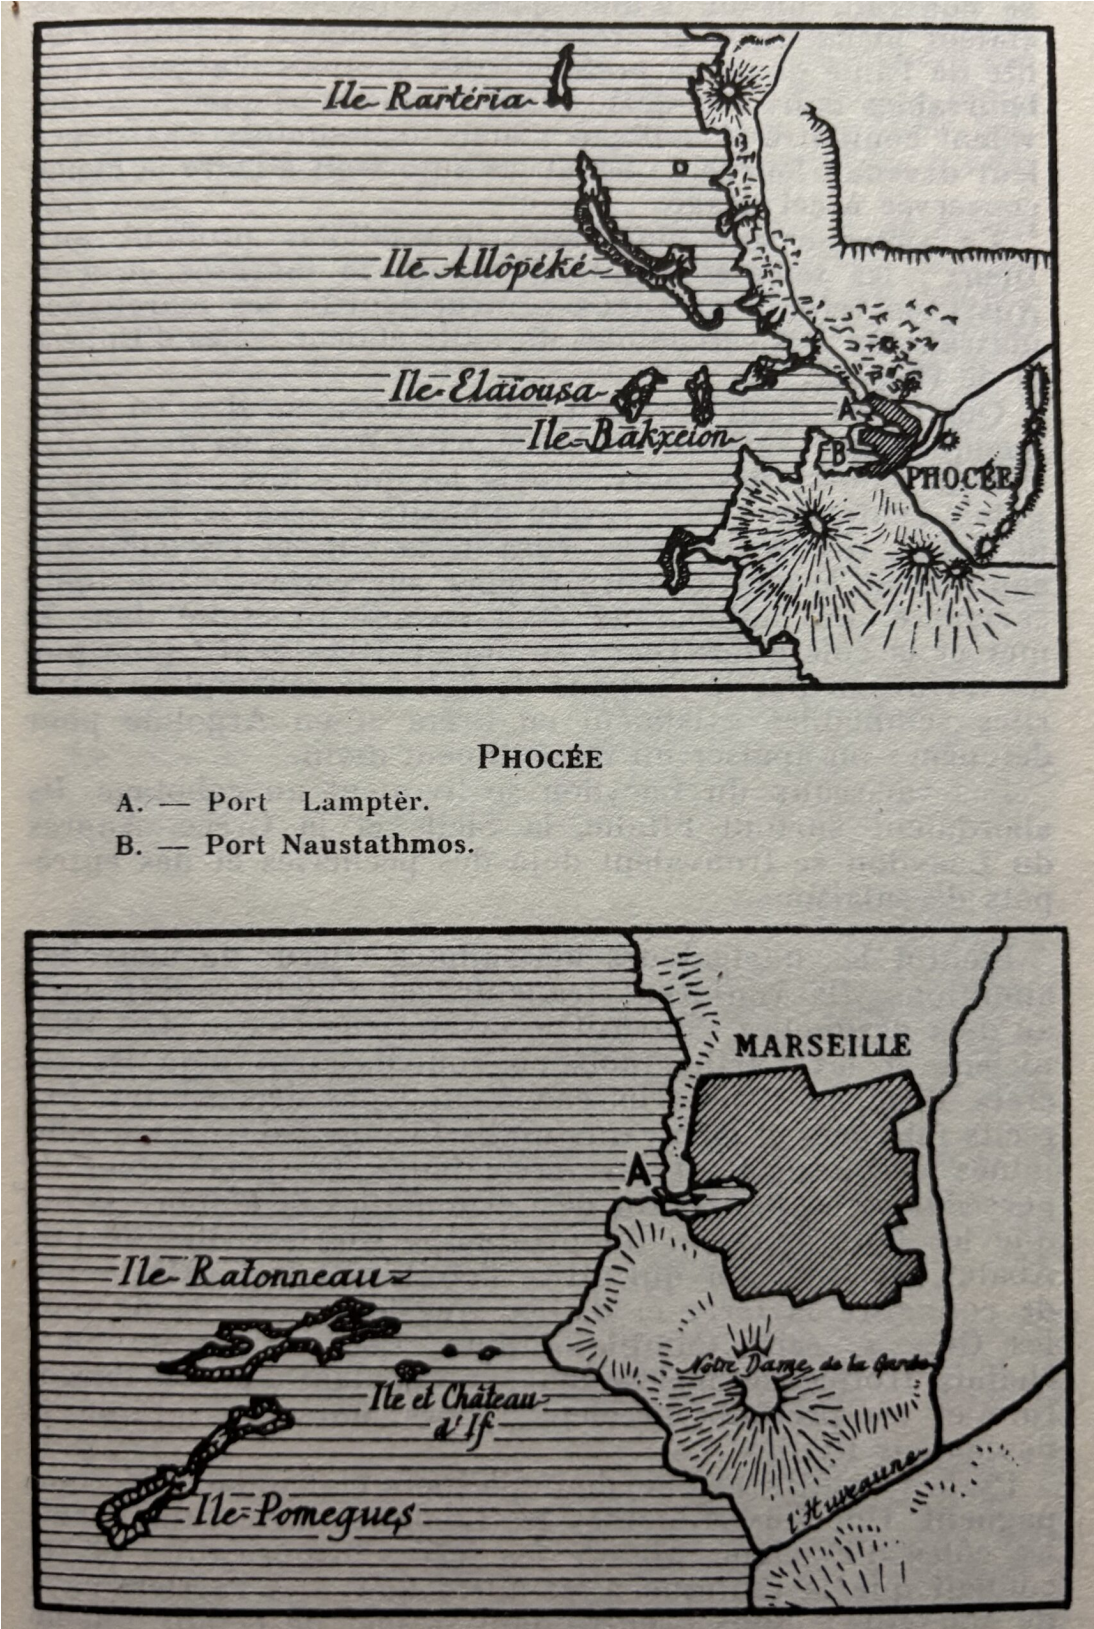 Ile Rartéria
Ile Allôpéké
Ile Elaïousa
Ile Bakxeion
A
B
PHOCÉE
PHOCÉE
A. — Port Lamptèr.
B. — Port Naustathmos.
MARSEILLE
A
Ile Ratonneau
Notre Dame de la Garde
Ile et Château
d'If
Ile Pomegues
l'Huveaune